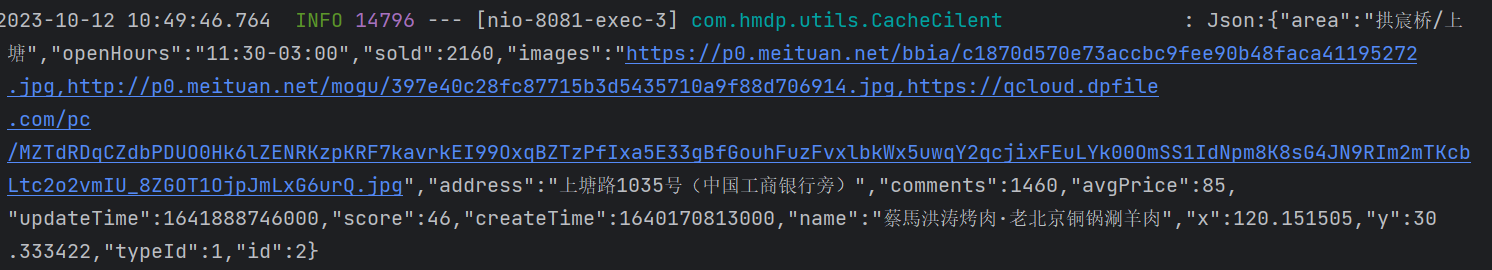 2023-10-12 10:49:46.764  INFO 14796 --- [nio-8081-exec-3] com.hmdp.utils.CacheCilent               : Json:{"area":"拱宸桥/上
塘","openHours":"11:30-03:00","sold":2160,"images":"https://p0.meituan.net/bbia/c1870d570e73accbc9fee90b48faca41195272
.jpg,http://p0.meituan.net/mogu/397e40c28fc87715b3d5435710a9f88d706914.jpg,https://qcloud.dpfile
.com/pc
/MZTdRDqCZdbPDUO0Hk6lZENRKzpKRF7kavrkEI99OxqBZTzPfIxa5E33gBfGouhFuzFvxlbkWx5uwqY2qcjixFEuLYk00OmSS1IdNpm8K8sG4JN9RIm2mTKcb
Ltc2o2vmIU_8ZGOT1OjpJmLxG6urQ.jpg","address":"上塘路1035号（中国工商银行旁）","comments":1460,"avgPrice":85,
"updateTime":1641888746000,"score":46,"createTime":1640170813000,"name":"蔡馬洪涛烤肉·老北京铜锅涮羊肉","x":120.151505,"y":30
.333422,"typeId":1,"id":2}